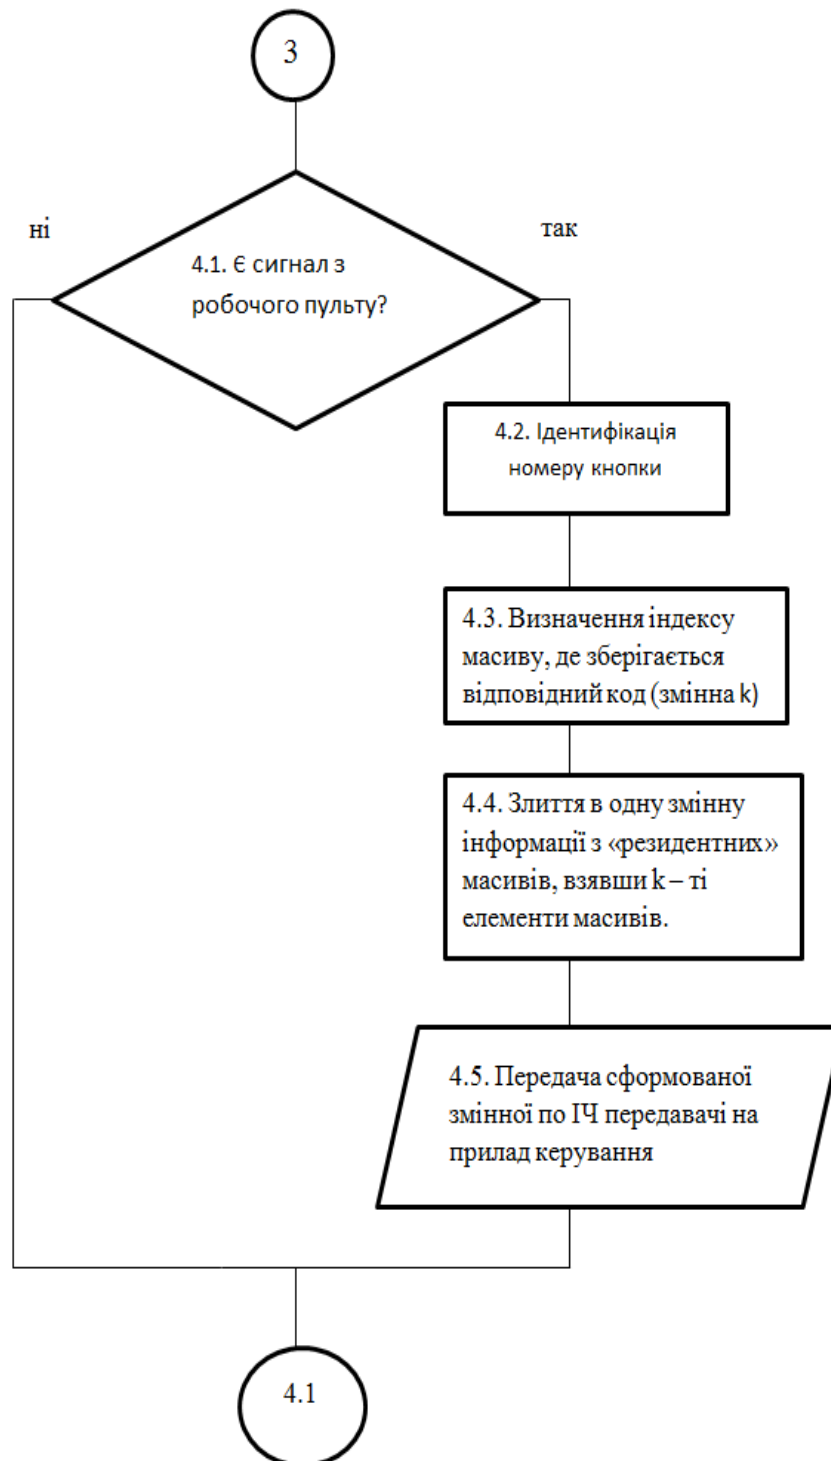 3
ні
так
4.1. Є сигнал з
робочого пульту?
4.2. Ідентифікація
номеру кнопки
4.3. Визначення індексу
масиву, де зберігається
відповідний код (змінна k)
4.4. Злиття в одну змінну
інформації з «резидентних»
масивів, взявши k – ті
елементи масивів.
4.5. Передача сформованої
змінної по ІЧ передавачі на
прилад керування
4.1